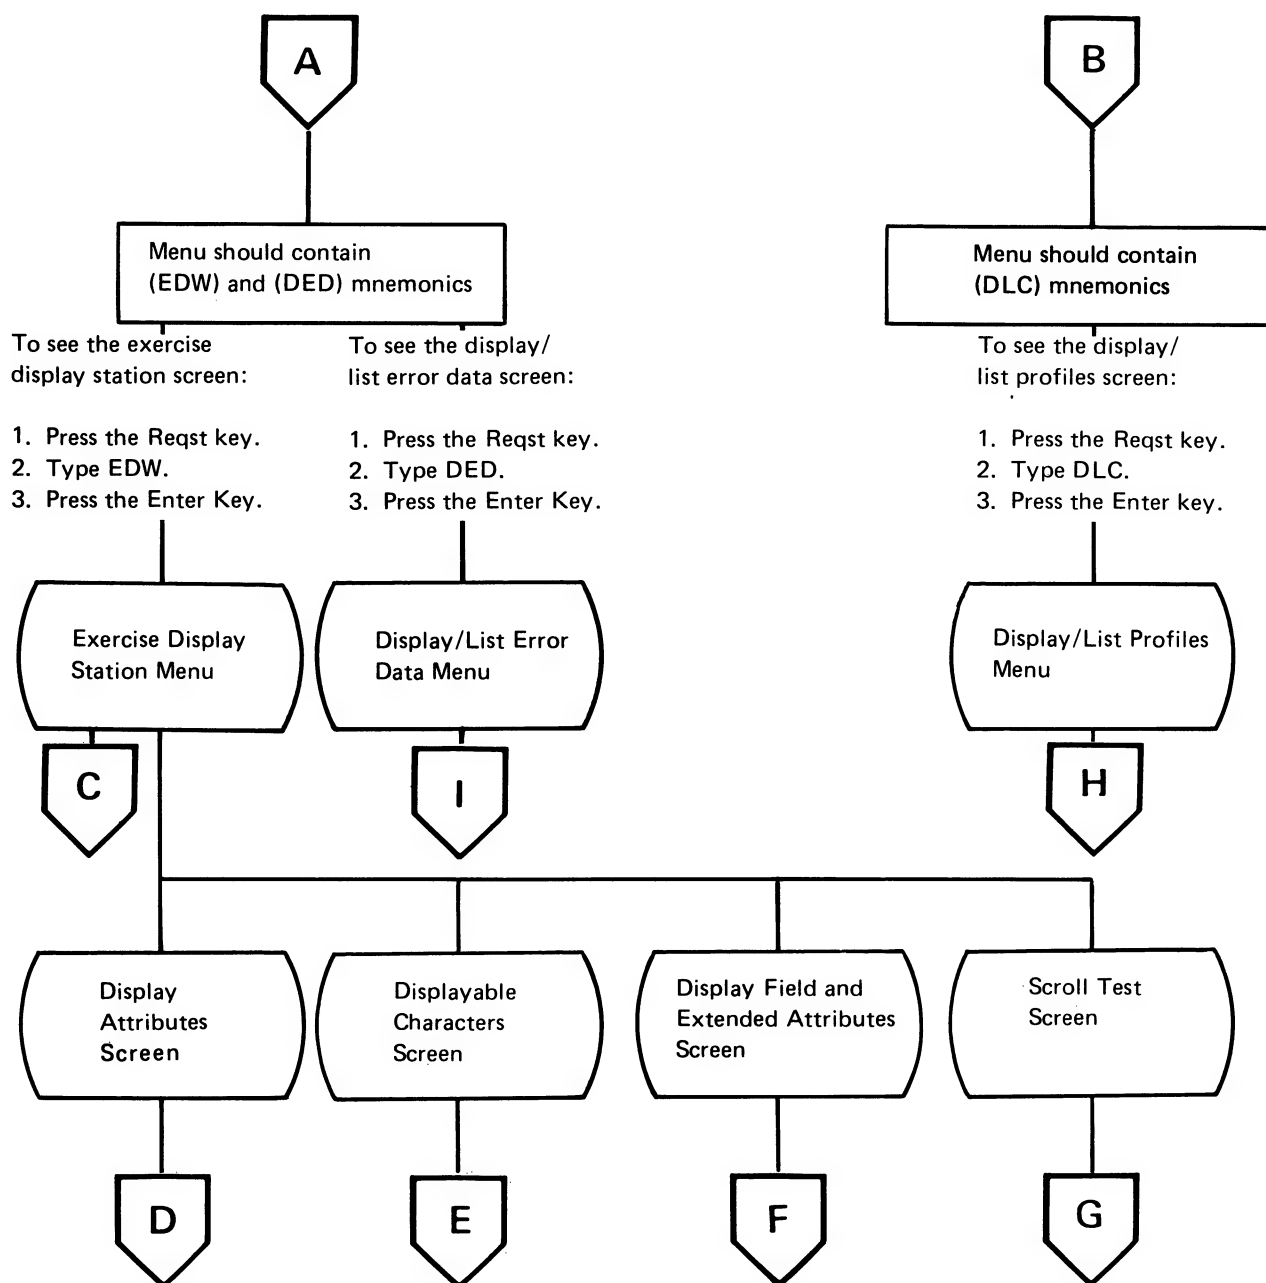 A
B
Menu should contain
(EDW) and (DED) mnemonics
Menu should contain
(DLC) mnemonics
To see the exercise
display station screen:
1. Press the Reqst key.
2. Type EDW.
3. Press the Enter Key.
To see the display/
list error data screen:
1. Press the Reqst key.
2. Type DED.
3. Press the Enter Key.
To see the display/
list profiles screen:
1. Press the Reqst key.
2. Type DLC.
3. Press the Enter key.
Exercise Display
Station Menu
Display/List Error
Data Menu
Display/List Profiles
Menu
C
I
H
Display
Attributes
Screen
Displayable
Characters
Screen
Display Field and
Extended Attributes
Screen
Scroll Test
Screen
D
E
F
G